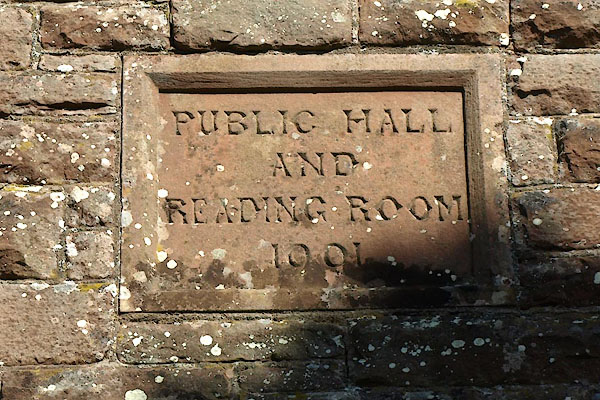 PUBLIC HALL
AND
READING ROOM
1901